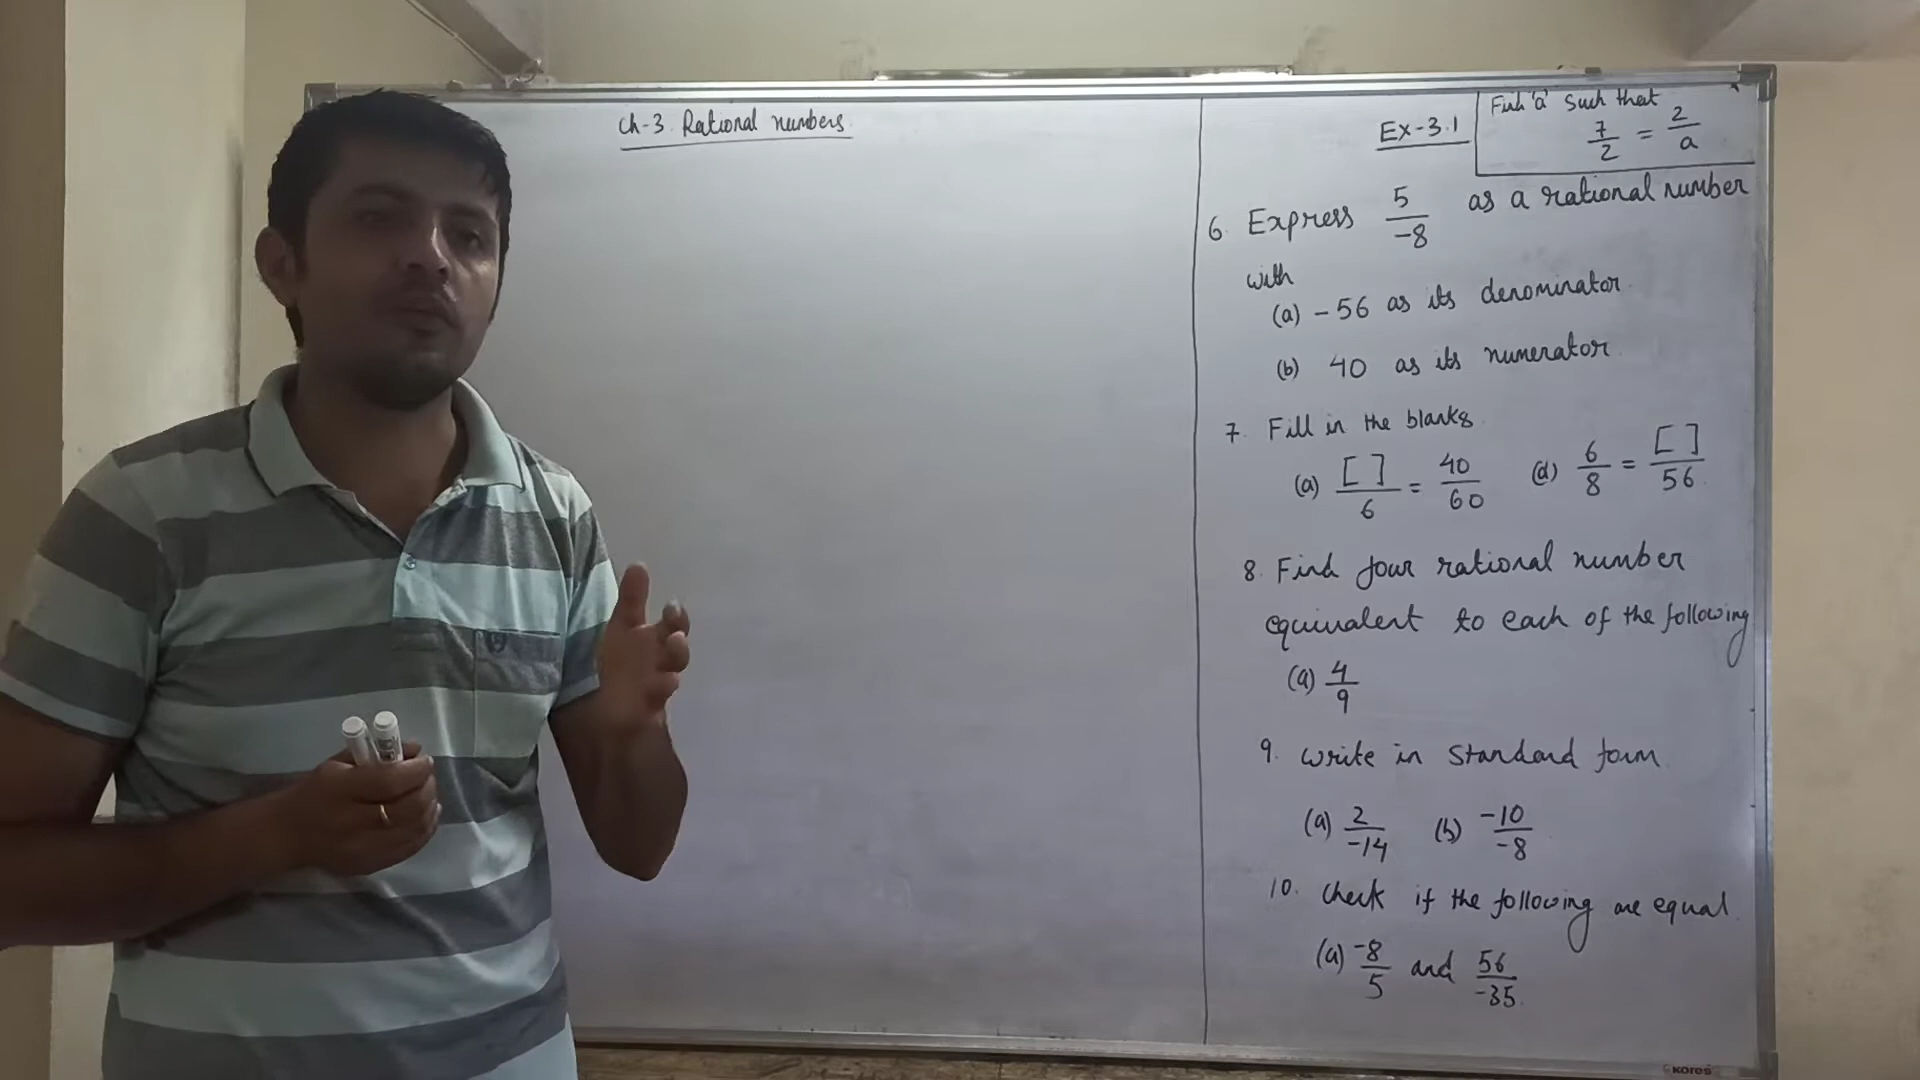 Ch-3. Rational numbers.
Ex-3.1
Find 'a' such that
7/2 = 2/a
6. Express 5/-8 as a rational number
with
(a) -56 as its denominator.
(b) 40 as its numerator.
7. Fill in the blanks.
(a) [ ]/6 = 40/60 (d) 6/8 = [ ]/56
8. Find four rational number
equivalent to each of the following
(a) 4/9
9. write in standard form.
(a) 2/-14 (b) -10/-8
10. Check if the following are equal.
(a) -8/5 and 56/-35.
KORES